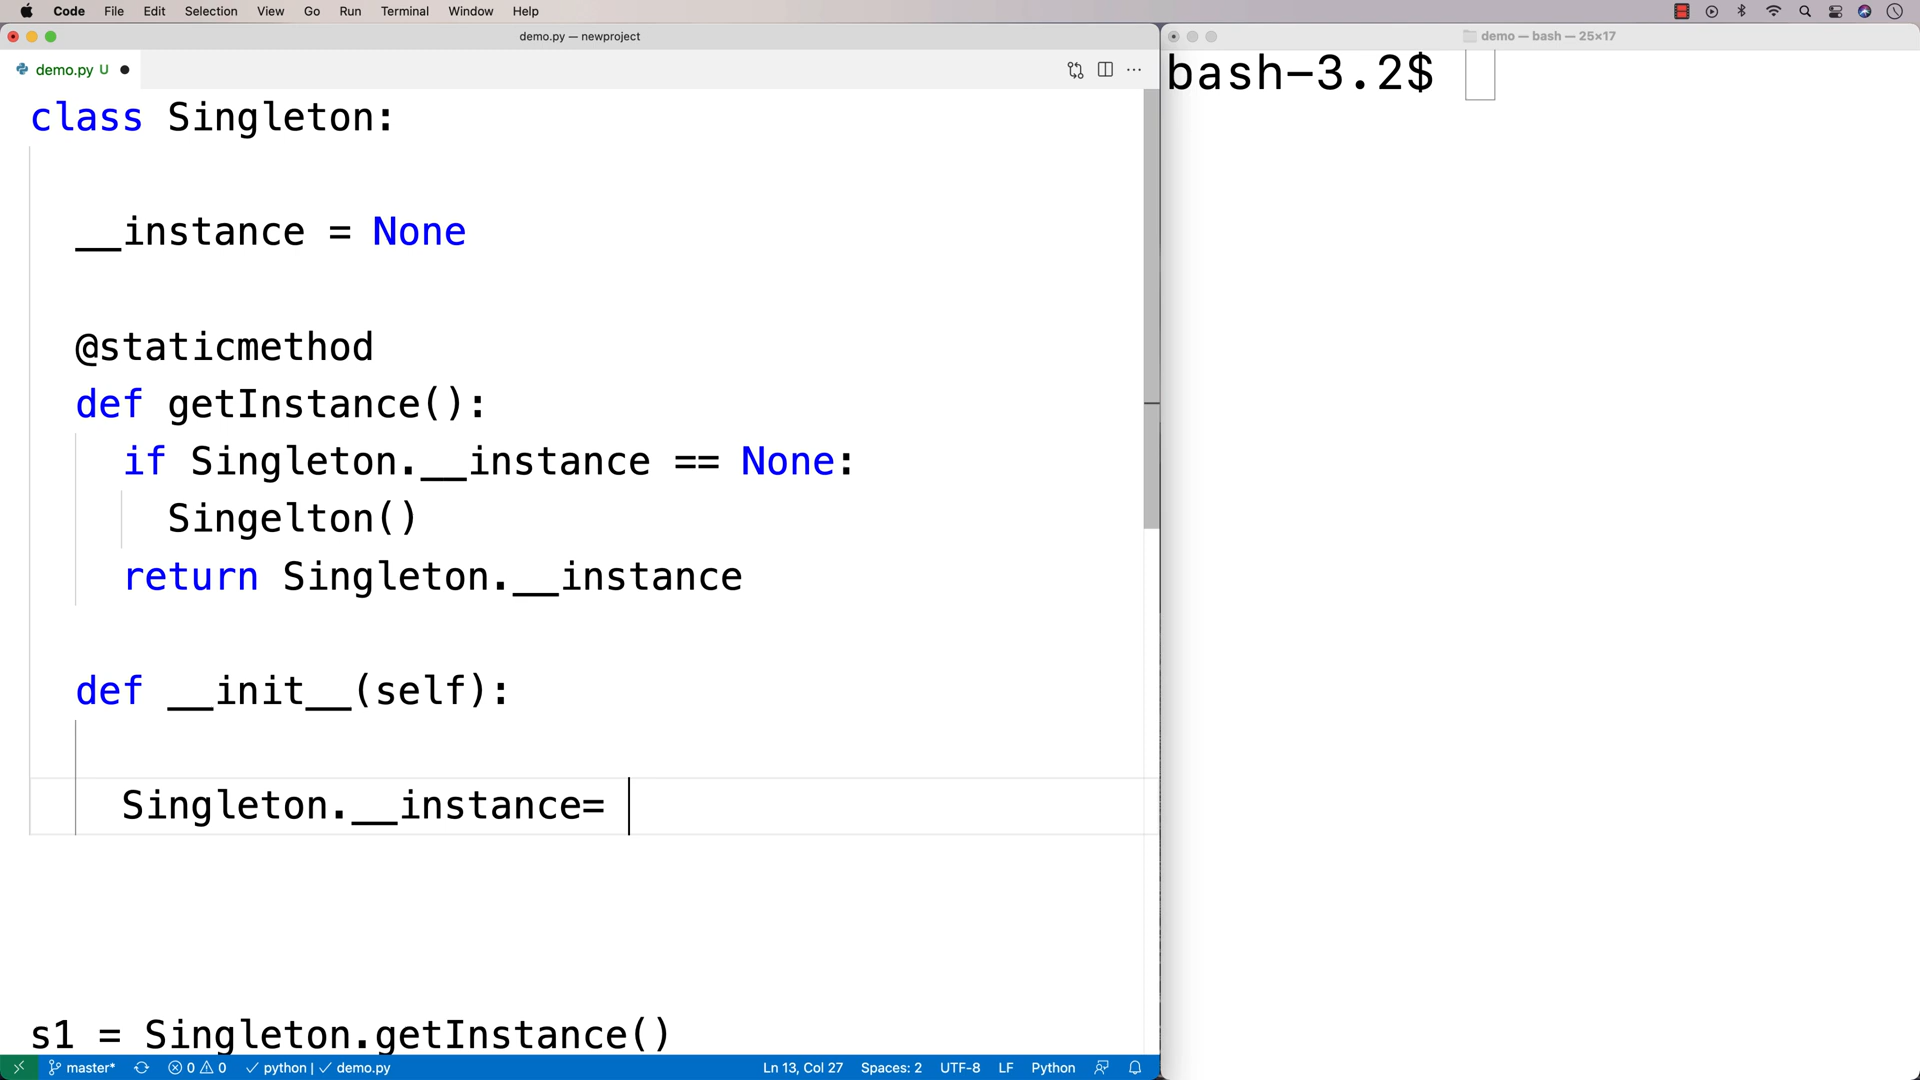 Code File Edit Selection View Go Run Terminal Window Help
demo.py — newproject
demo — bash — 25×17
demo.py U
bash-3.2$
class Singleton:
__instance = None
@staticmethod
def getInstance():
if Singleton.__instance == None:
Singelton()
return Singleton.__instance
def __init__(self):
Singleton.__instance=
s1 = Singleton.getInstance()
master* 0 0 python | demo.py Ln 13, Col 27 Spaces: 2 UTF-8 LF Python